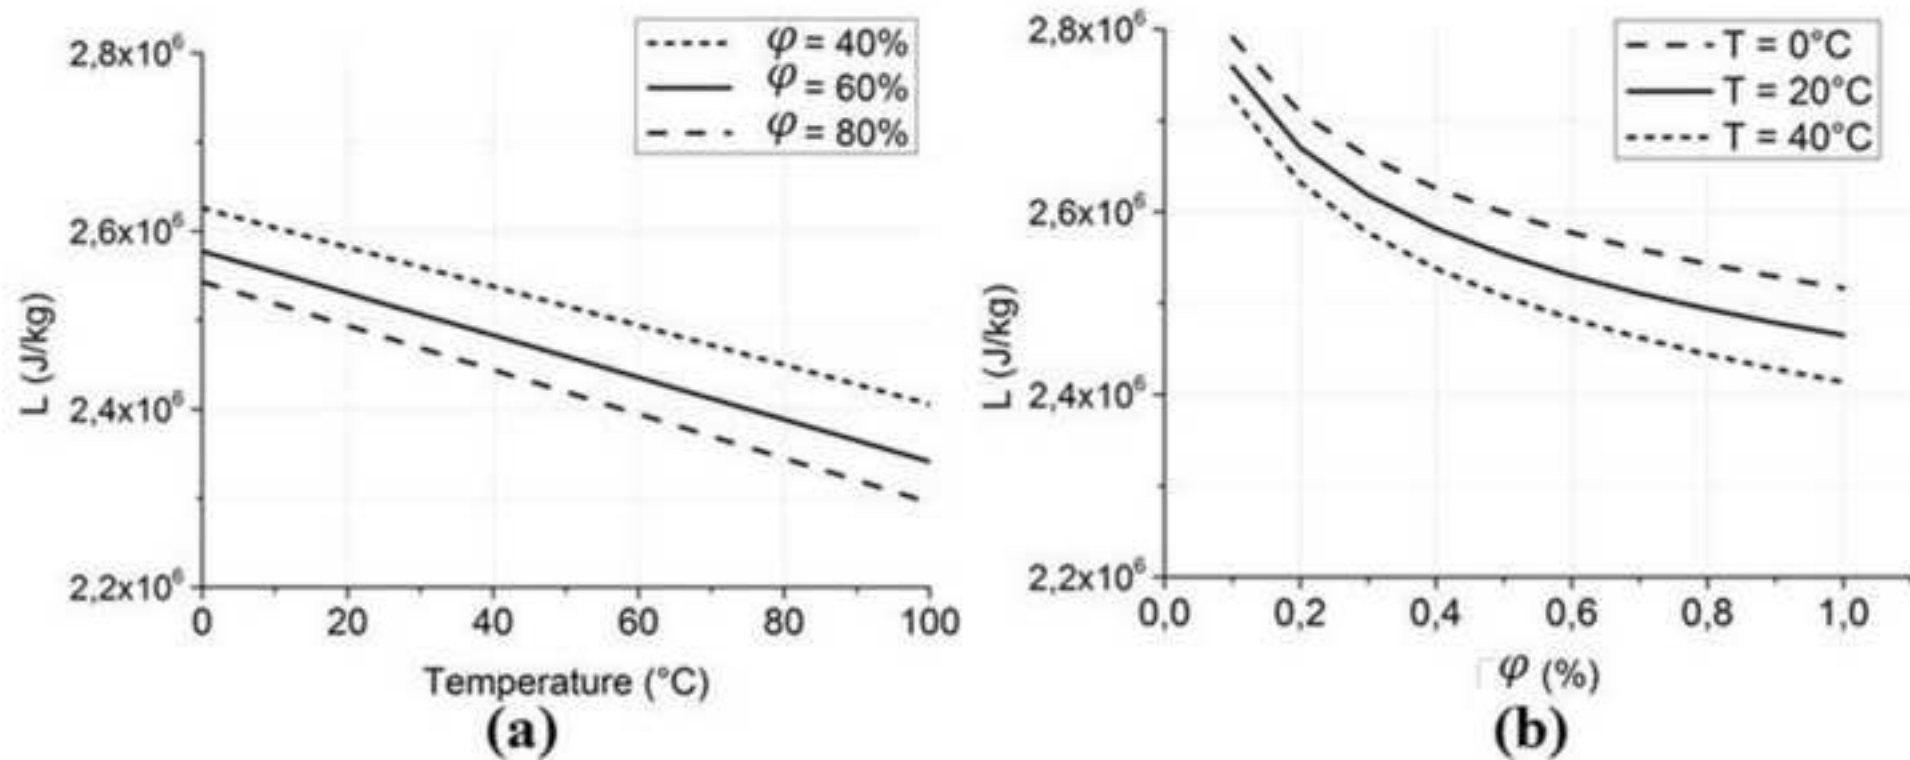 φ = 40%
φ = 60%
φ = 80%
2,8x10⁶
2,6x10⁶
2,4x10⁶
2,2x10⁶
L (J/kg)
0 20 40 60 80 100
Temperature (°C)
(a)
T = 0°C
T = 20°C
T = 40°C
2,8x10⁶
2,6x10⁶
2,4x10⁶
2,2x10⁶
L (J/kg)
0,0 0,2 0,4 0,6 0,8 1,0
φ (%)
(b)